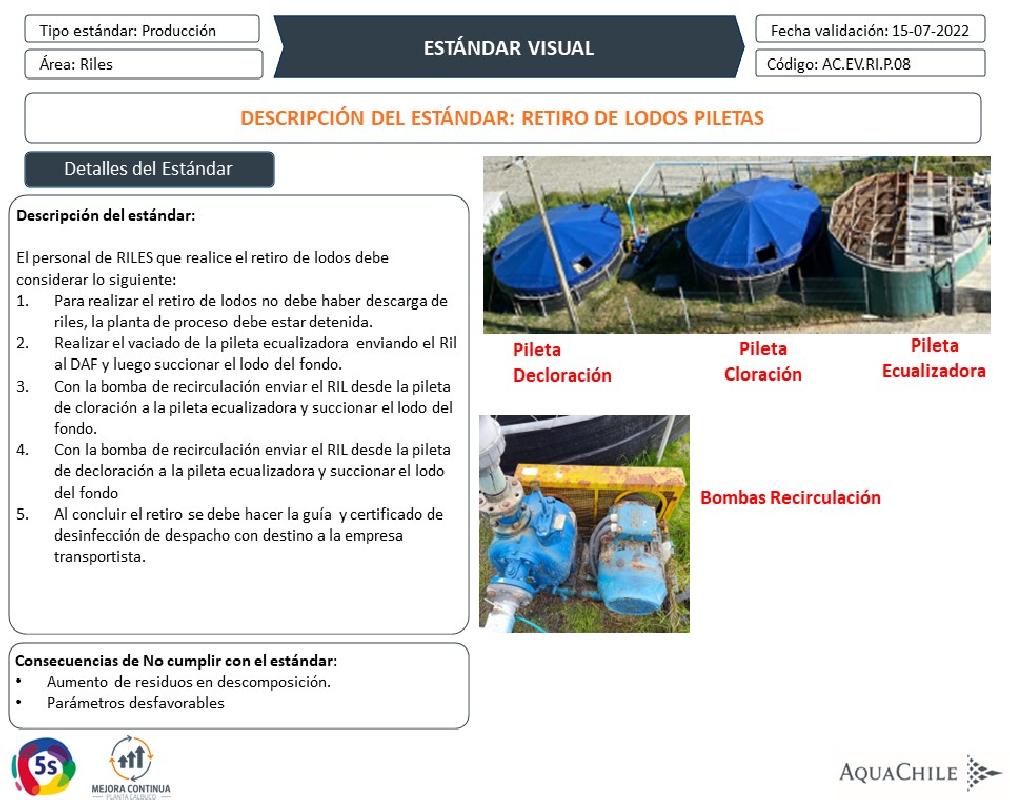 Tipo estándar: Producción
Área: Riles
ESTÁNDAR VISUAL
Fecha validación: 15-07-2022
Código: AC.EV.RI.P.08
DESCRIPCIÓN DEL ESTÁNDAR: RETIRO DE LODOS PILETAS
Detalles del Estándar
Descripción del estándar:
El personal de RILES que realice el retiro de lodos debe
considerar lo siguiente:
1. Para realizar el retiro de lodos no debe haber descarga de
riles, la planta de proceso debe estar detenida.
2. Realizar el vaciado de la pileta ecualizadora enviando el Ril
al DAF y luego succionar el lodo del fondo.
3. Con la bomba de recirculación enviar el RIL desde la pileta
de cloración a la pileta ecualizadora y succionar el lodo del
fondo.
4. Con la bomba de recirculación enviar el RIL desde la pileta
de decloración a la pileta ecualizadora y succionar el lodo
del fondo
5. Al concluir el retiro se debe hacer la guía y certificado de
desinfección de despacho con destino a la empresa
transportista.
Pileta
Decloración
Pileta
Cloración
Pileta
Ecualizadora
Bombas Recirculación
Consecuencias de No cumplir con el estándar:
• Aumento de residuos en descomposición.
• Parámetros desfavorables
5s
MEJORA CONTINUA
PLANTA CALBUCO
AQUACHILE